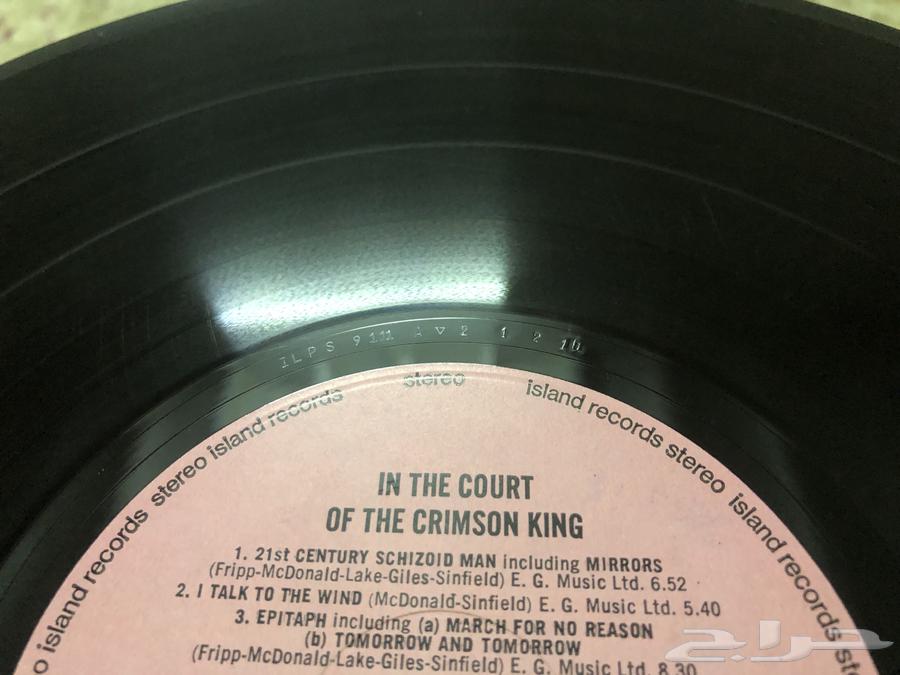 ILPS 9111 A ▽ 2 1 2 10
island records stereo island records stereo island records stereo island records
IN THE COURT
OF THE CRIMSON KING
1. 21st CENTURY SCHIZOID MAN including MIRRORS
(Fripp-McDonald-Lake-Giles-Sinfield) E. G. Music Ltd. 6.52
2. I TALK TO THE WIND (McDonald-Sinfield) E. G. Music Ltd. 5.40
3. EPITAPH including (a) MARCH FOR NO REASON
(b) TOMORROW AND TOMORROW
(Fripp-McDonald-Lake-Giles-Sinfield) E. G. Music Ltd. 8.30
حراج